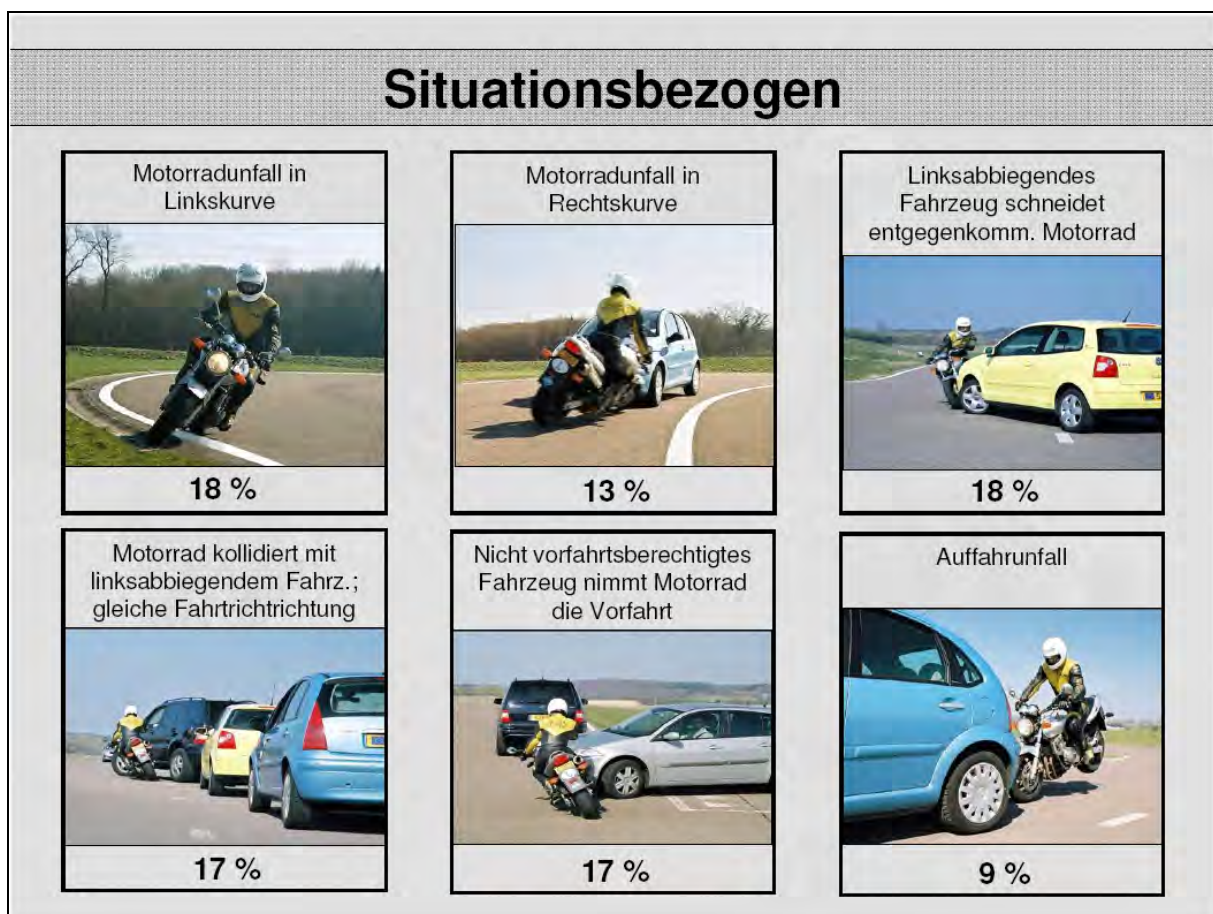 Situationsbezogen
Motorradunfall in
Linkskurve
18 %
Motorradunfall in
Rechtskurve
13 %
Linksabbiegendes
Fahrzeug schneidet
entgegenkomm. Motorrad
18 %
Motorrad kollidiert mit
linksabbiegendem Fahrz.;
gleiche Fahrtrichtrichtung
17 %
Nicht vorfahrtsberechtigtes
Fahrzeug nimmt Motorrad
die Vorfahrt
17 %
Auffahrunfall
9 %